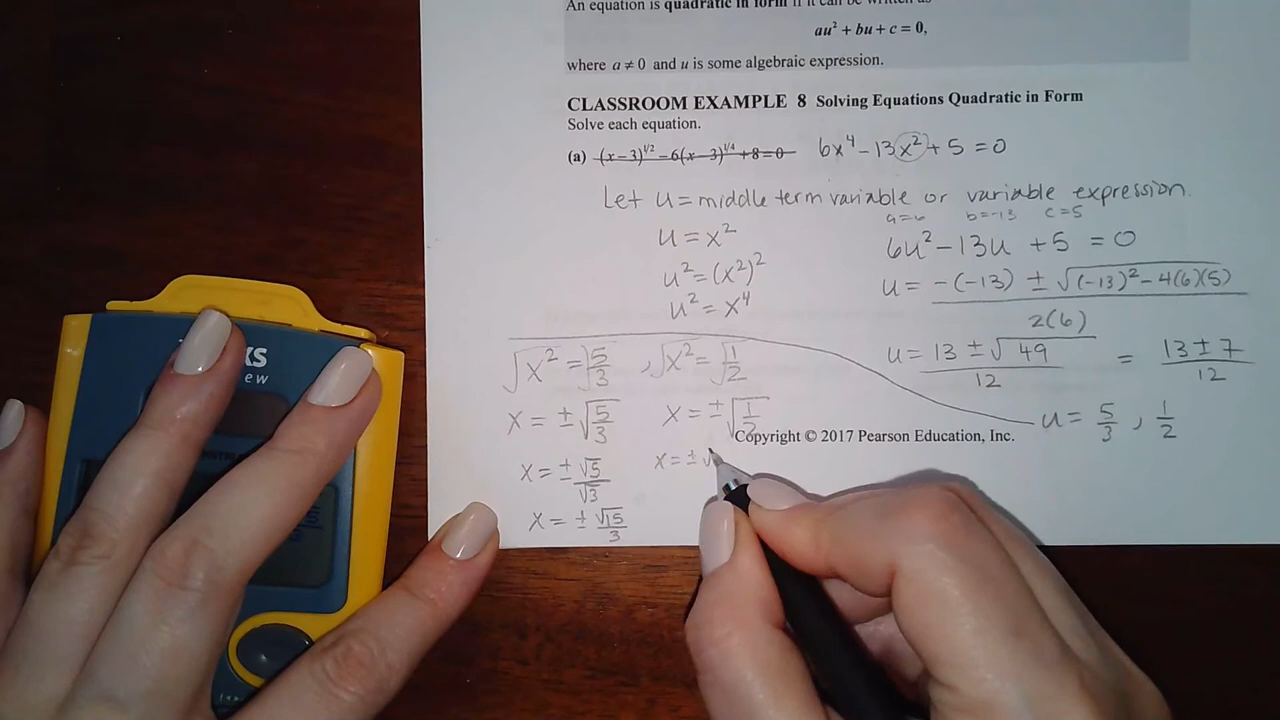 An equation is quadratic in form if it can be written as
au² + bu + c = 0,
where a ≠ 0 and u is some algebraic expression.
CLASSROOM EXAMPLE 8 Solving Equations Quadratic in Form
Solve each equation.
(a) (x−3)^1/2 −6(x−3)^1/4 +8=0 6x⁴ − 13x² + 5 = 0
Let u = middle term variable or variable expression.
a=6 b=-13 c=5
u = x²
6u² − 13u + 5 = 0
u² = (x²)²
u = −(−13) ± √(−13)² − 4(6)(5)
2(6)
u² = x⁴
u = 13 ± √49 / 12 = 13 ± 7 / 12
√x² = √5/3 , √x² = √1/2
u = 5/3 , 1/2
x = ± √5/3 x = ± √1/2
Copyright © 2017 Pearson Education, Inc.
x = ± √5/√3 x = ± √
x = ± √15/3